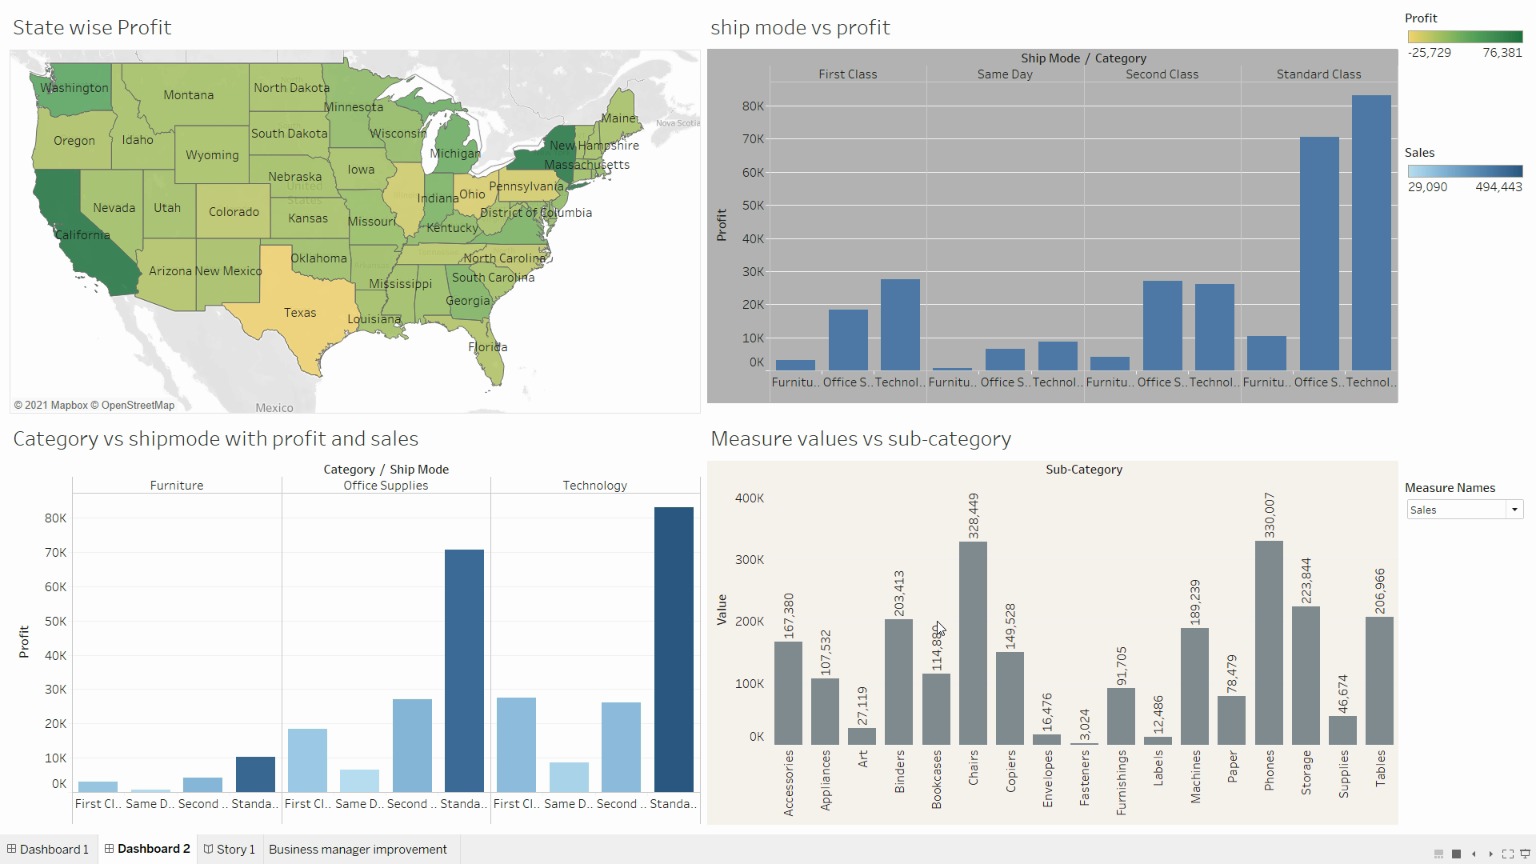 State wise Profit
Washington
Montana
North Dakota
Minnesota
Maine
Nova Scotia
Oregon
Idaho
South Dakota
Wisconsin
New Hampshire
Wyoming
Michigan
Massachusetts
Nebraska
Iowa
United
States
Pennsylvania
Nevada
Utah
Colorado
Kansas
Missouri
Indiana
Ohio
District of Columbia
California
Kentucky
Oklahoma
North Carolina
Arizona
New Mexico
Mississippi
South Carolina
Texas
Louisiana
Georgia
Florida
Mexico
© 2021 Mapbox © OpenStreetMap
ship mode vs profit
Ship Mode / Category
First Class
Same Day
Second Class
Standard Class
Profit
80K
70K
60K
50K
40K
30K
20K
10K
0K
Furnitu.. Office S.. Technol.. Furnitu.. Office S.. Technol.. Furnitu.. Office S.. Technol.. Furnitu.. Office S.. Technol..
Profit
-25,729 76,381
Sales
29,090 494,443
Category vs shipmode with profit and sales
Category / Ship Mode
Furniture
Office Supplies
Technology
Profit
80K
70K
60K
50K
40K
30K
20K
10K
0K
First Cl.. Same D.. Second .. Standa.. First Cl.. Same D.. Second .. Standa.. First Cl.. Same D.. Second .. Standa..
Measure values vs sub-category
Sub-Category
Value
400K
300K
200K
100K
0K
167,380
107,532
27,119
203,413
328,449
149,528
16,476
3,024
91,705
12,486
189,239
78,479
330,007
223,844
46,674
206,966
Accessories
Appliances
Art
Binders
Bookcases
Chairs
Copiers
Envelopes
Fasteners
Furnishings
Labels
Machines
Paper
Phones
Storage
Supplies
Tables
Measure Names
Sales
Dashboard 1
Dashboard 2
Story 1
Business manager improvement